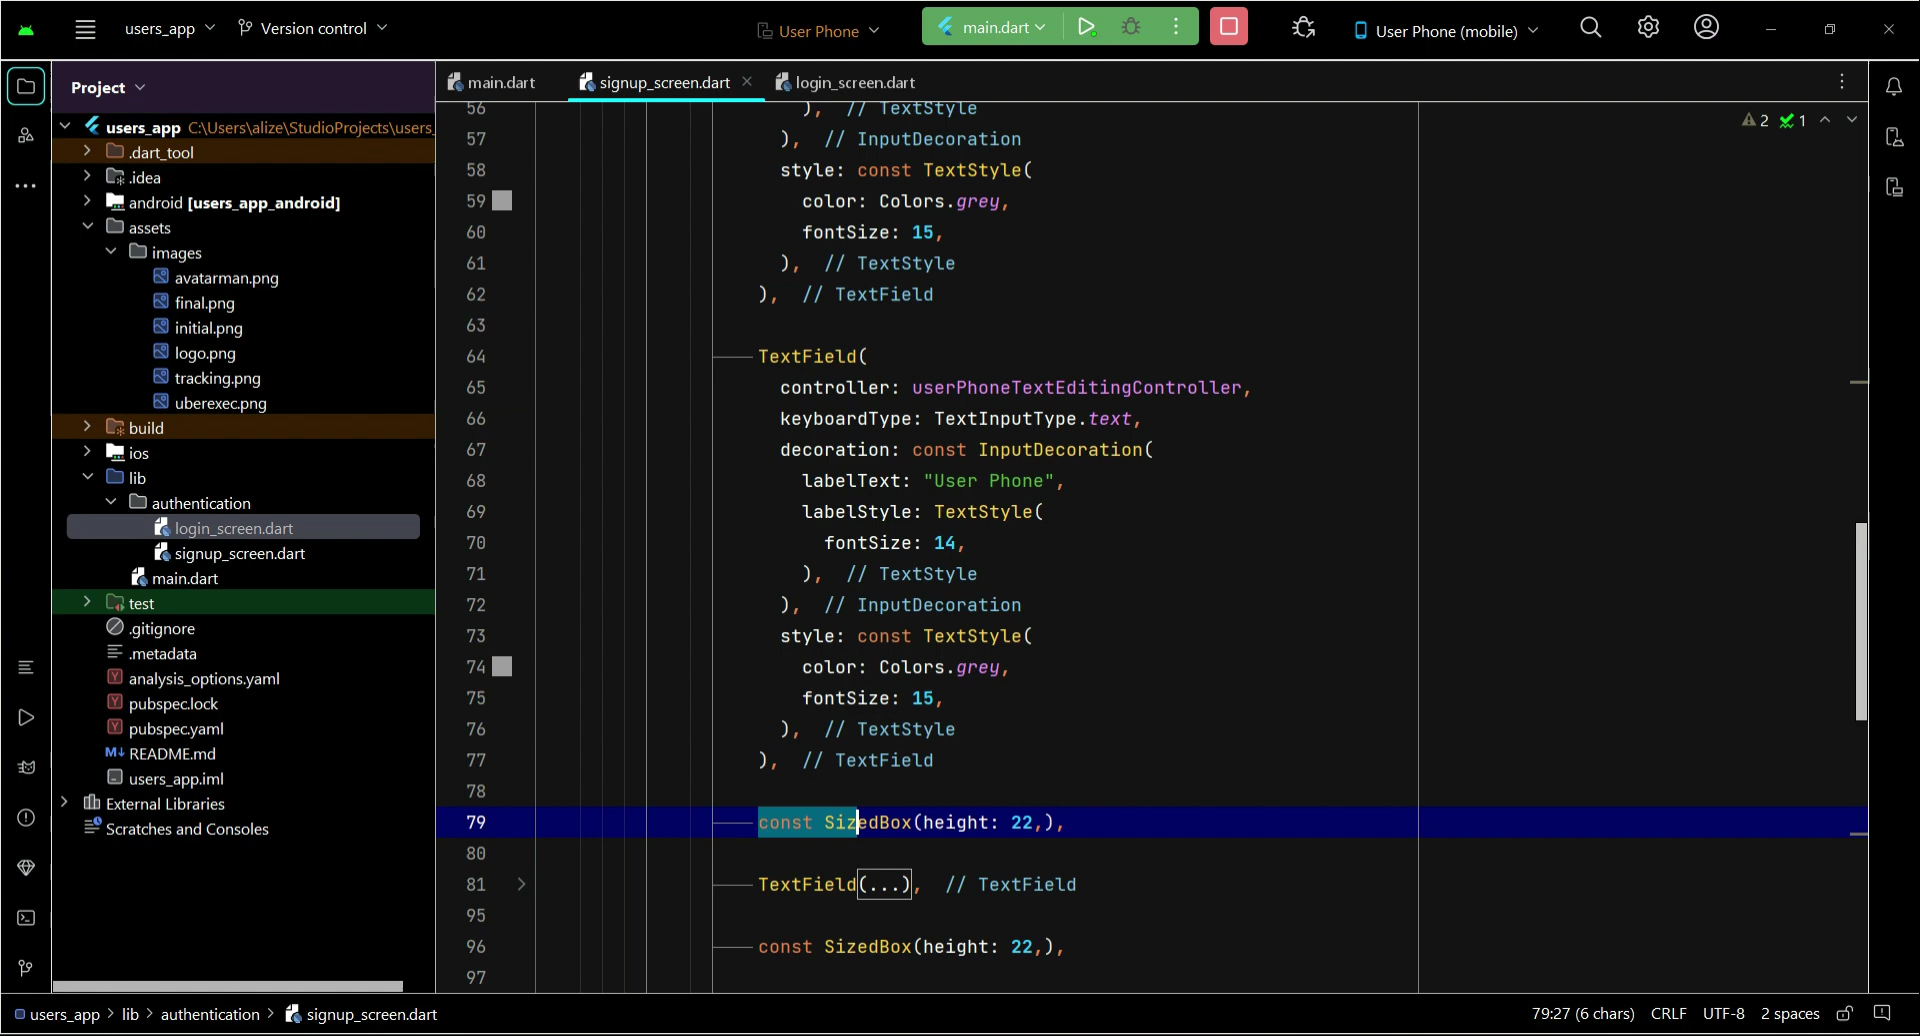 users_app
Version control
User Phone
main.dart
User Phone (mobile)
Project
main.dart
signup_screen.dart
login_screen.dart
users_app C:\Users\alize\StudioProjects\users_
.dart_tool
.idea
android [users_app_android]
assets
images
avatarman.png
final.png
initial.png
logo.png
tracking.png
uberexec.png
build
ios
lib
authentication
login_screen.dart
signup_screen.dart
main.dart
test
.gitignore
.metadata
analysis_options.yaml
pubspec.lock
pubspec.yaml
README.md
users_app.iml
External Libraries
Scratches and Consoles
2 1
56 ), // TextStyle
57 ), // InputDecoration
58 style: const TextStyle(
59 color: Colors.grey,
60 fontSize: 15,
61 ), // TextStyle
62 ), // TextField
63
64 TextField(
65 controller: userPhoneTextEditingController,
66 keyboardType: TextInputType.text,
67 decoration: const InputDecoration(
68 labelText: "User Phone",
69 labelStyle: TextStyle(
70 fontSize: 14,
71 ), // TextStyle
72 ), // InputDecoration
73 style: const TextStyle(
74 color: Colors.grey,
75 fontSize: 15,
76 ), // TextStyle
77 ), // TextField
78
79 const SizedBox(height: 22,),
80
81 TextField(...), // TextField
95
96 const SizedBox(height: 22,),
97
users_app > lib > authentication > signup_screen.dart
79:27 (6 chars) CRLF UTF-8 2 spaces